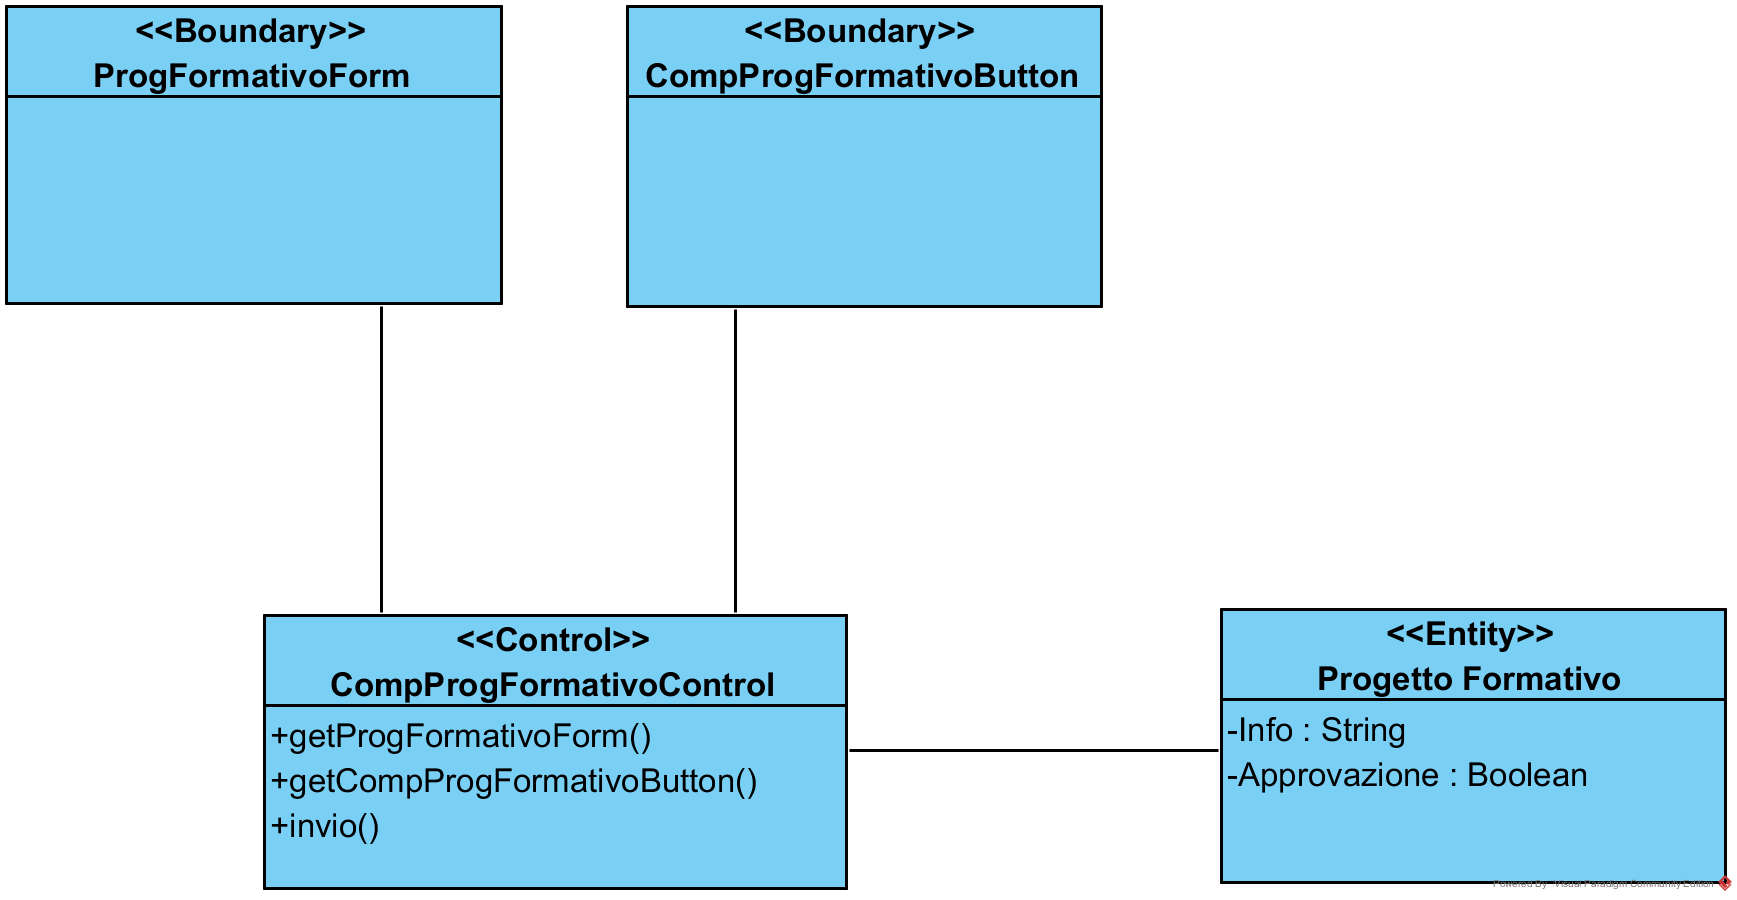 <<Boundary>>
ProgFormativoForm
<<Boundary>>
CompProgFormativoButton
<<Control>>
CompProgFormativoControl
+getProgFormativoForm()
+getCompProgFormativoButton()
+invio()
<<Entity>>
Progetto Formativo
-Info : String
-Approvazione : Boolean
Powered By Visual Paradigm Community Edition